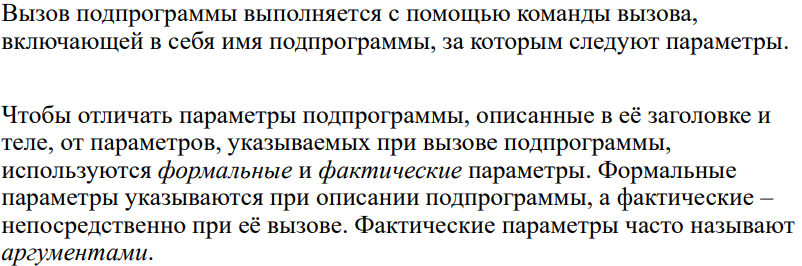 Вызов подпрограммы выполняется с помощью команды вызова,
включающей в себя имя подпрограммы, за которым следуют параметры.
Чтобы отличать параметры подпрограммы, описанные в её заголовке и
теле, от параметров, указываемых при вызове подпрограммы,
используются формальные и фактические параметры. Формальные
параметры указываются при описании подпрограммы, а фактические –
непосредственно при её вызове. Фактические параметры часто называют
аргументами.